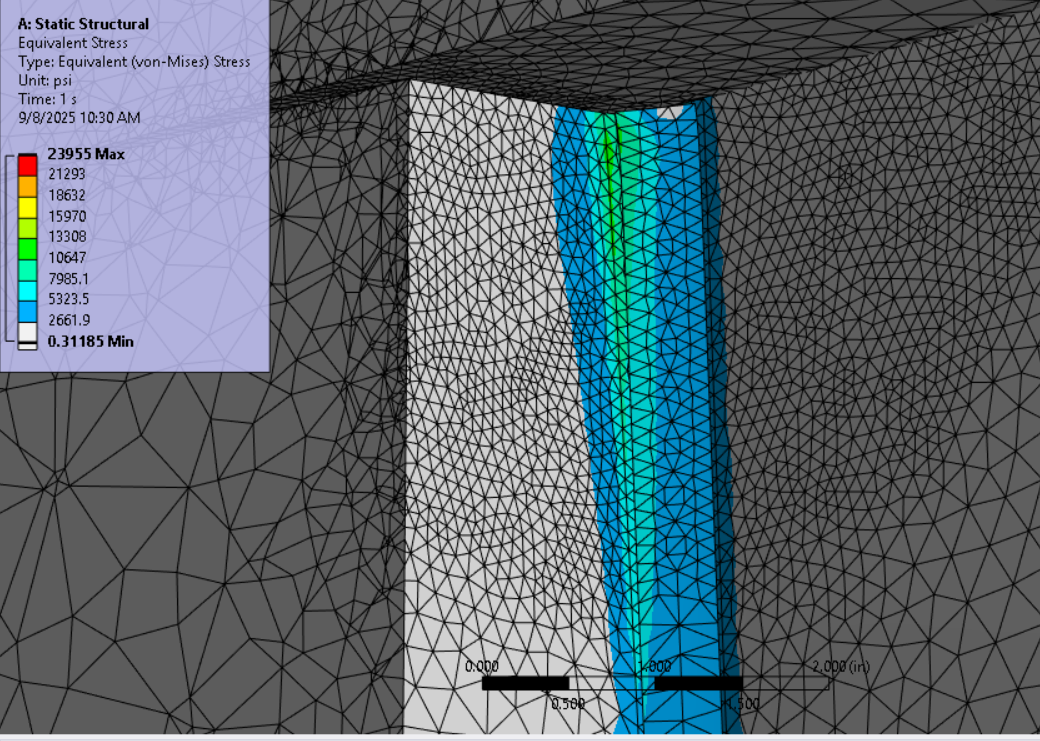 A: Static Structural
Equivalent Stress
Type: Equivalent (von-Mises) Stress
Unit: psi
Time: 1 s
9/8/2025 10:30 AM
23955 Max
21293
18632
15970
13308
10647
7985.1
5323.5
2661.9
0.31185 Min
0.000 1.000 2.000 (in)
0.500 1.500